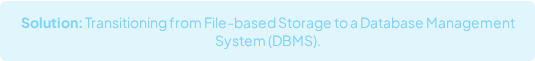 Solution: Transitioning from File-based Storage to a Database Management
System (DBMS).